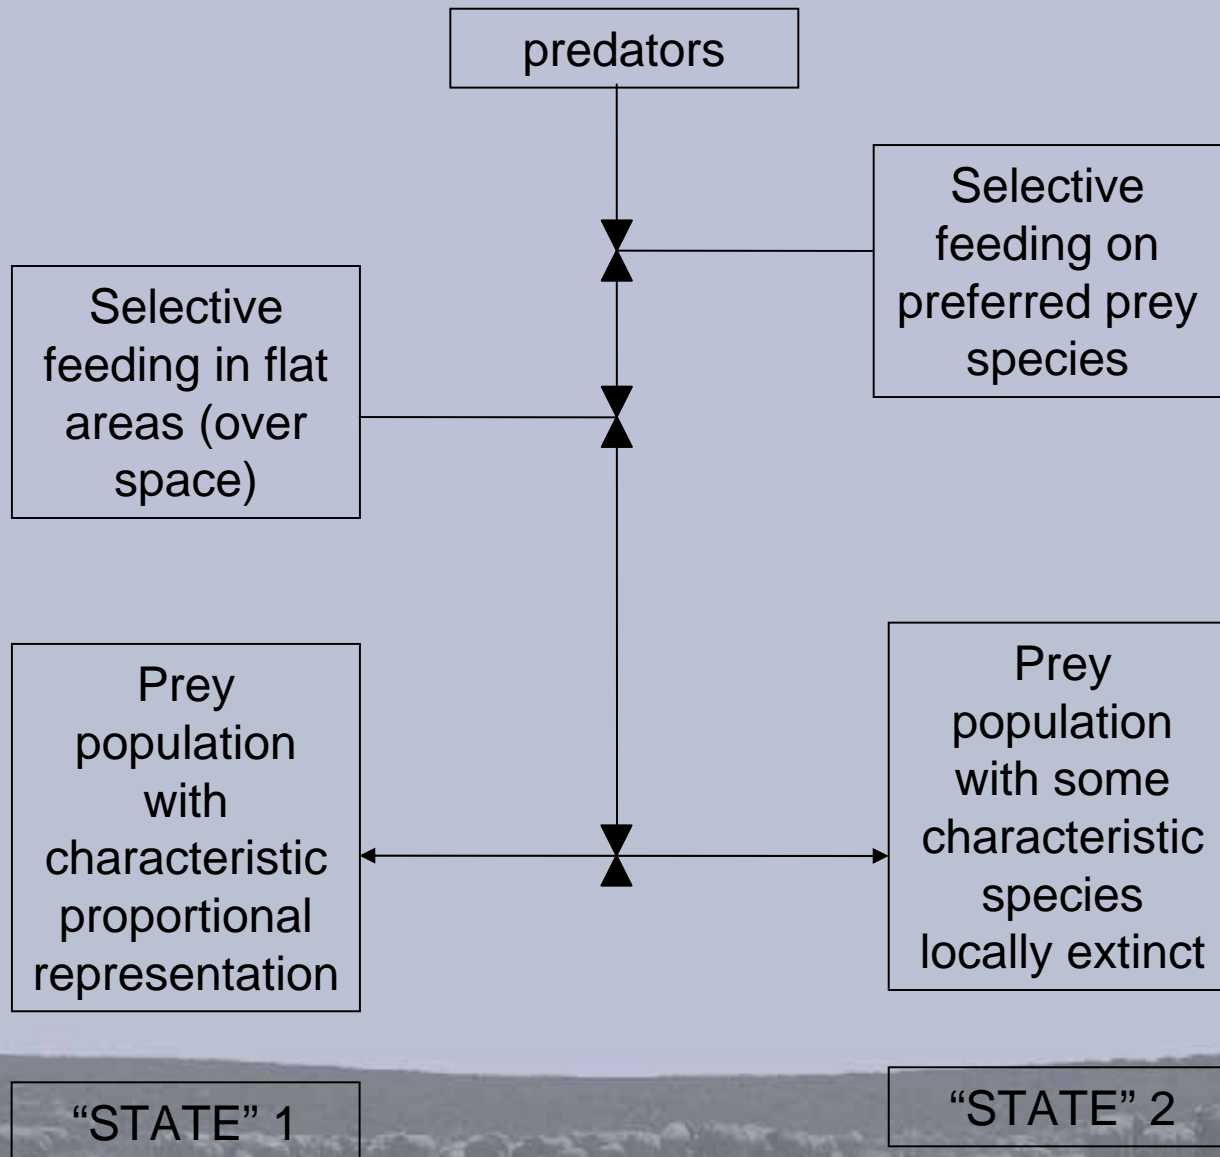 predators
Selective
feeding on
preferred prey
species
Selective
feeding in flat
areas (over
space)
Prey
population
with
characteristic
proportional
representation
Prey
population
with some
characteristic
species
locally extinct
“STATE” 1
“STATE” 2